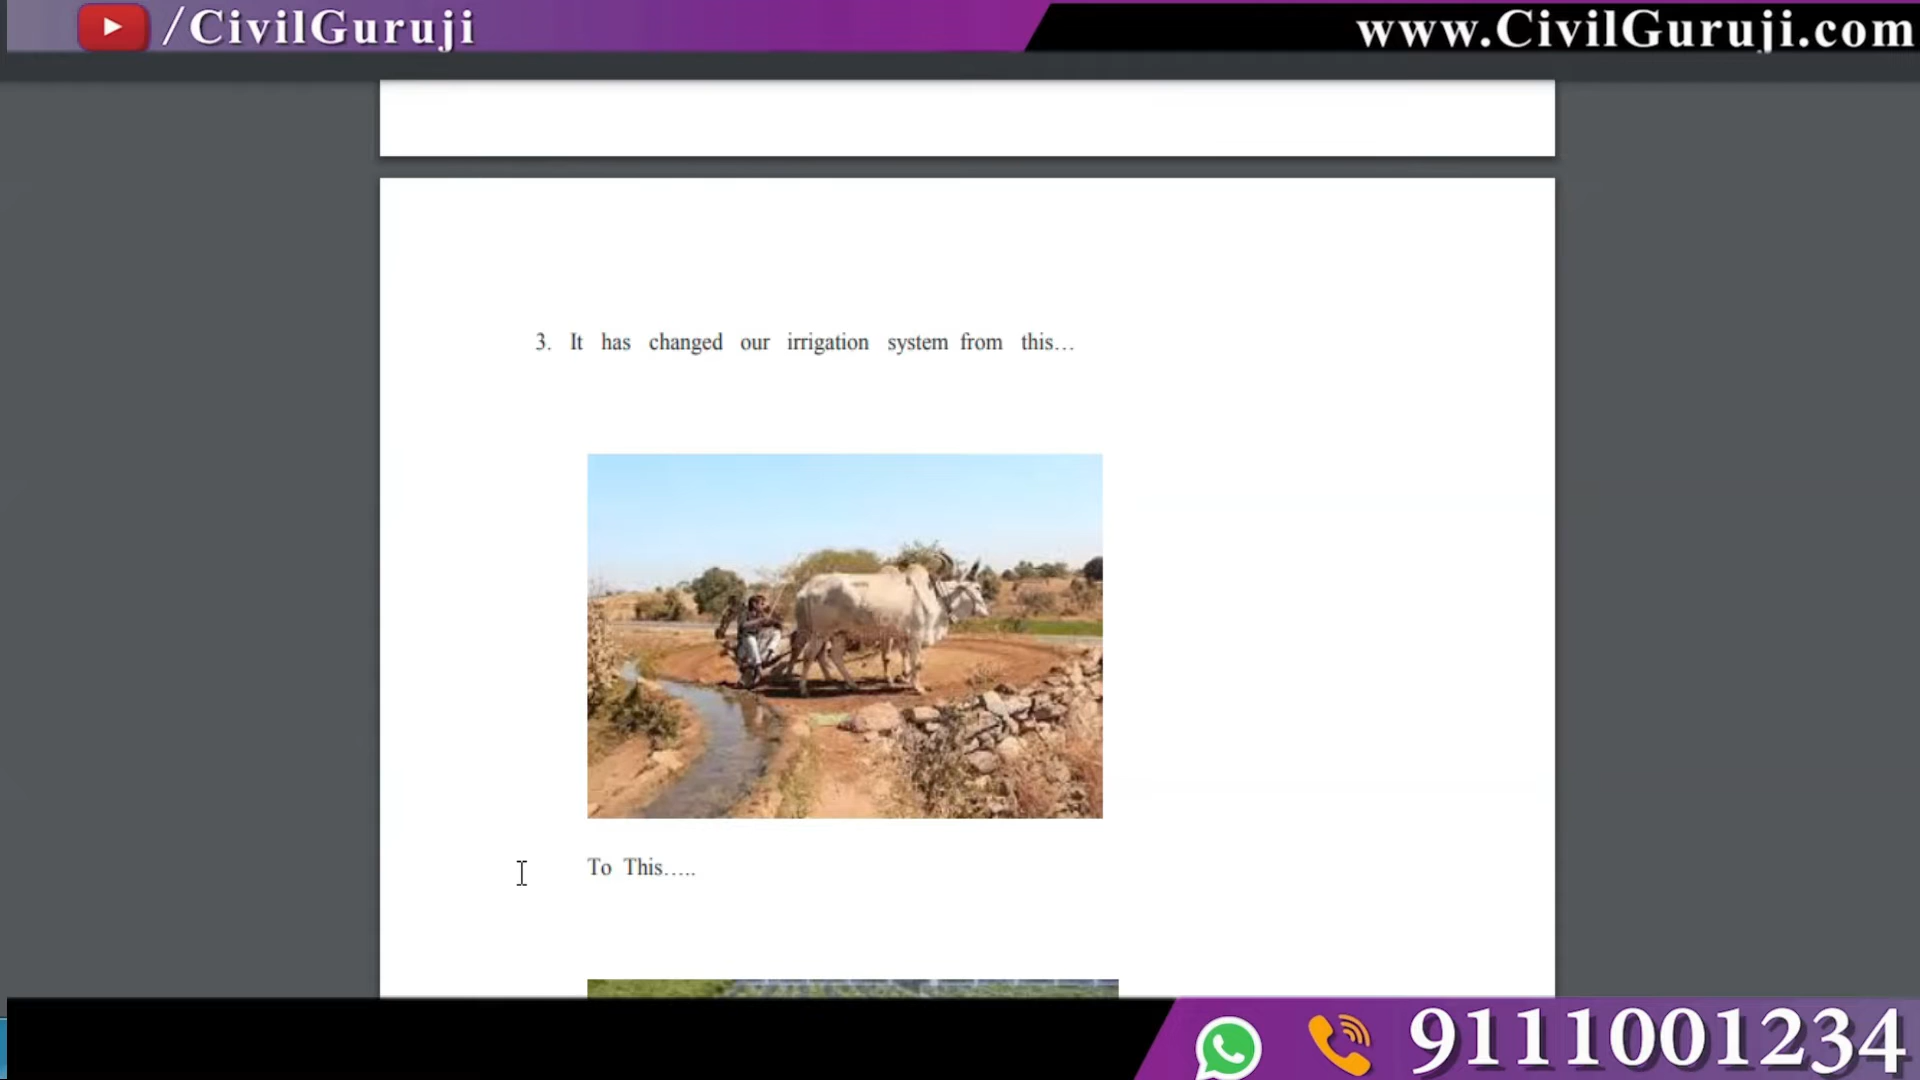 /CivilGuruji
www.CivilGuruji.com
3. It has changed our irrigation system from this...
To This.....
9111001234